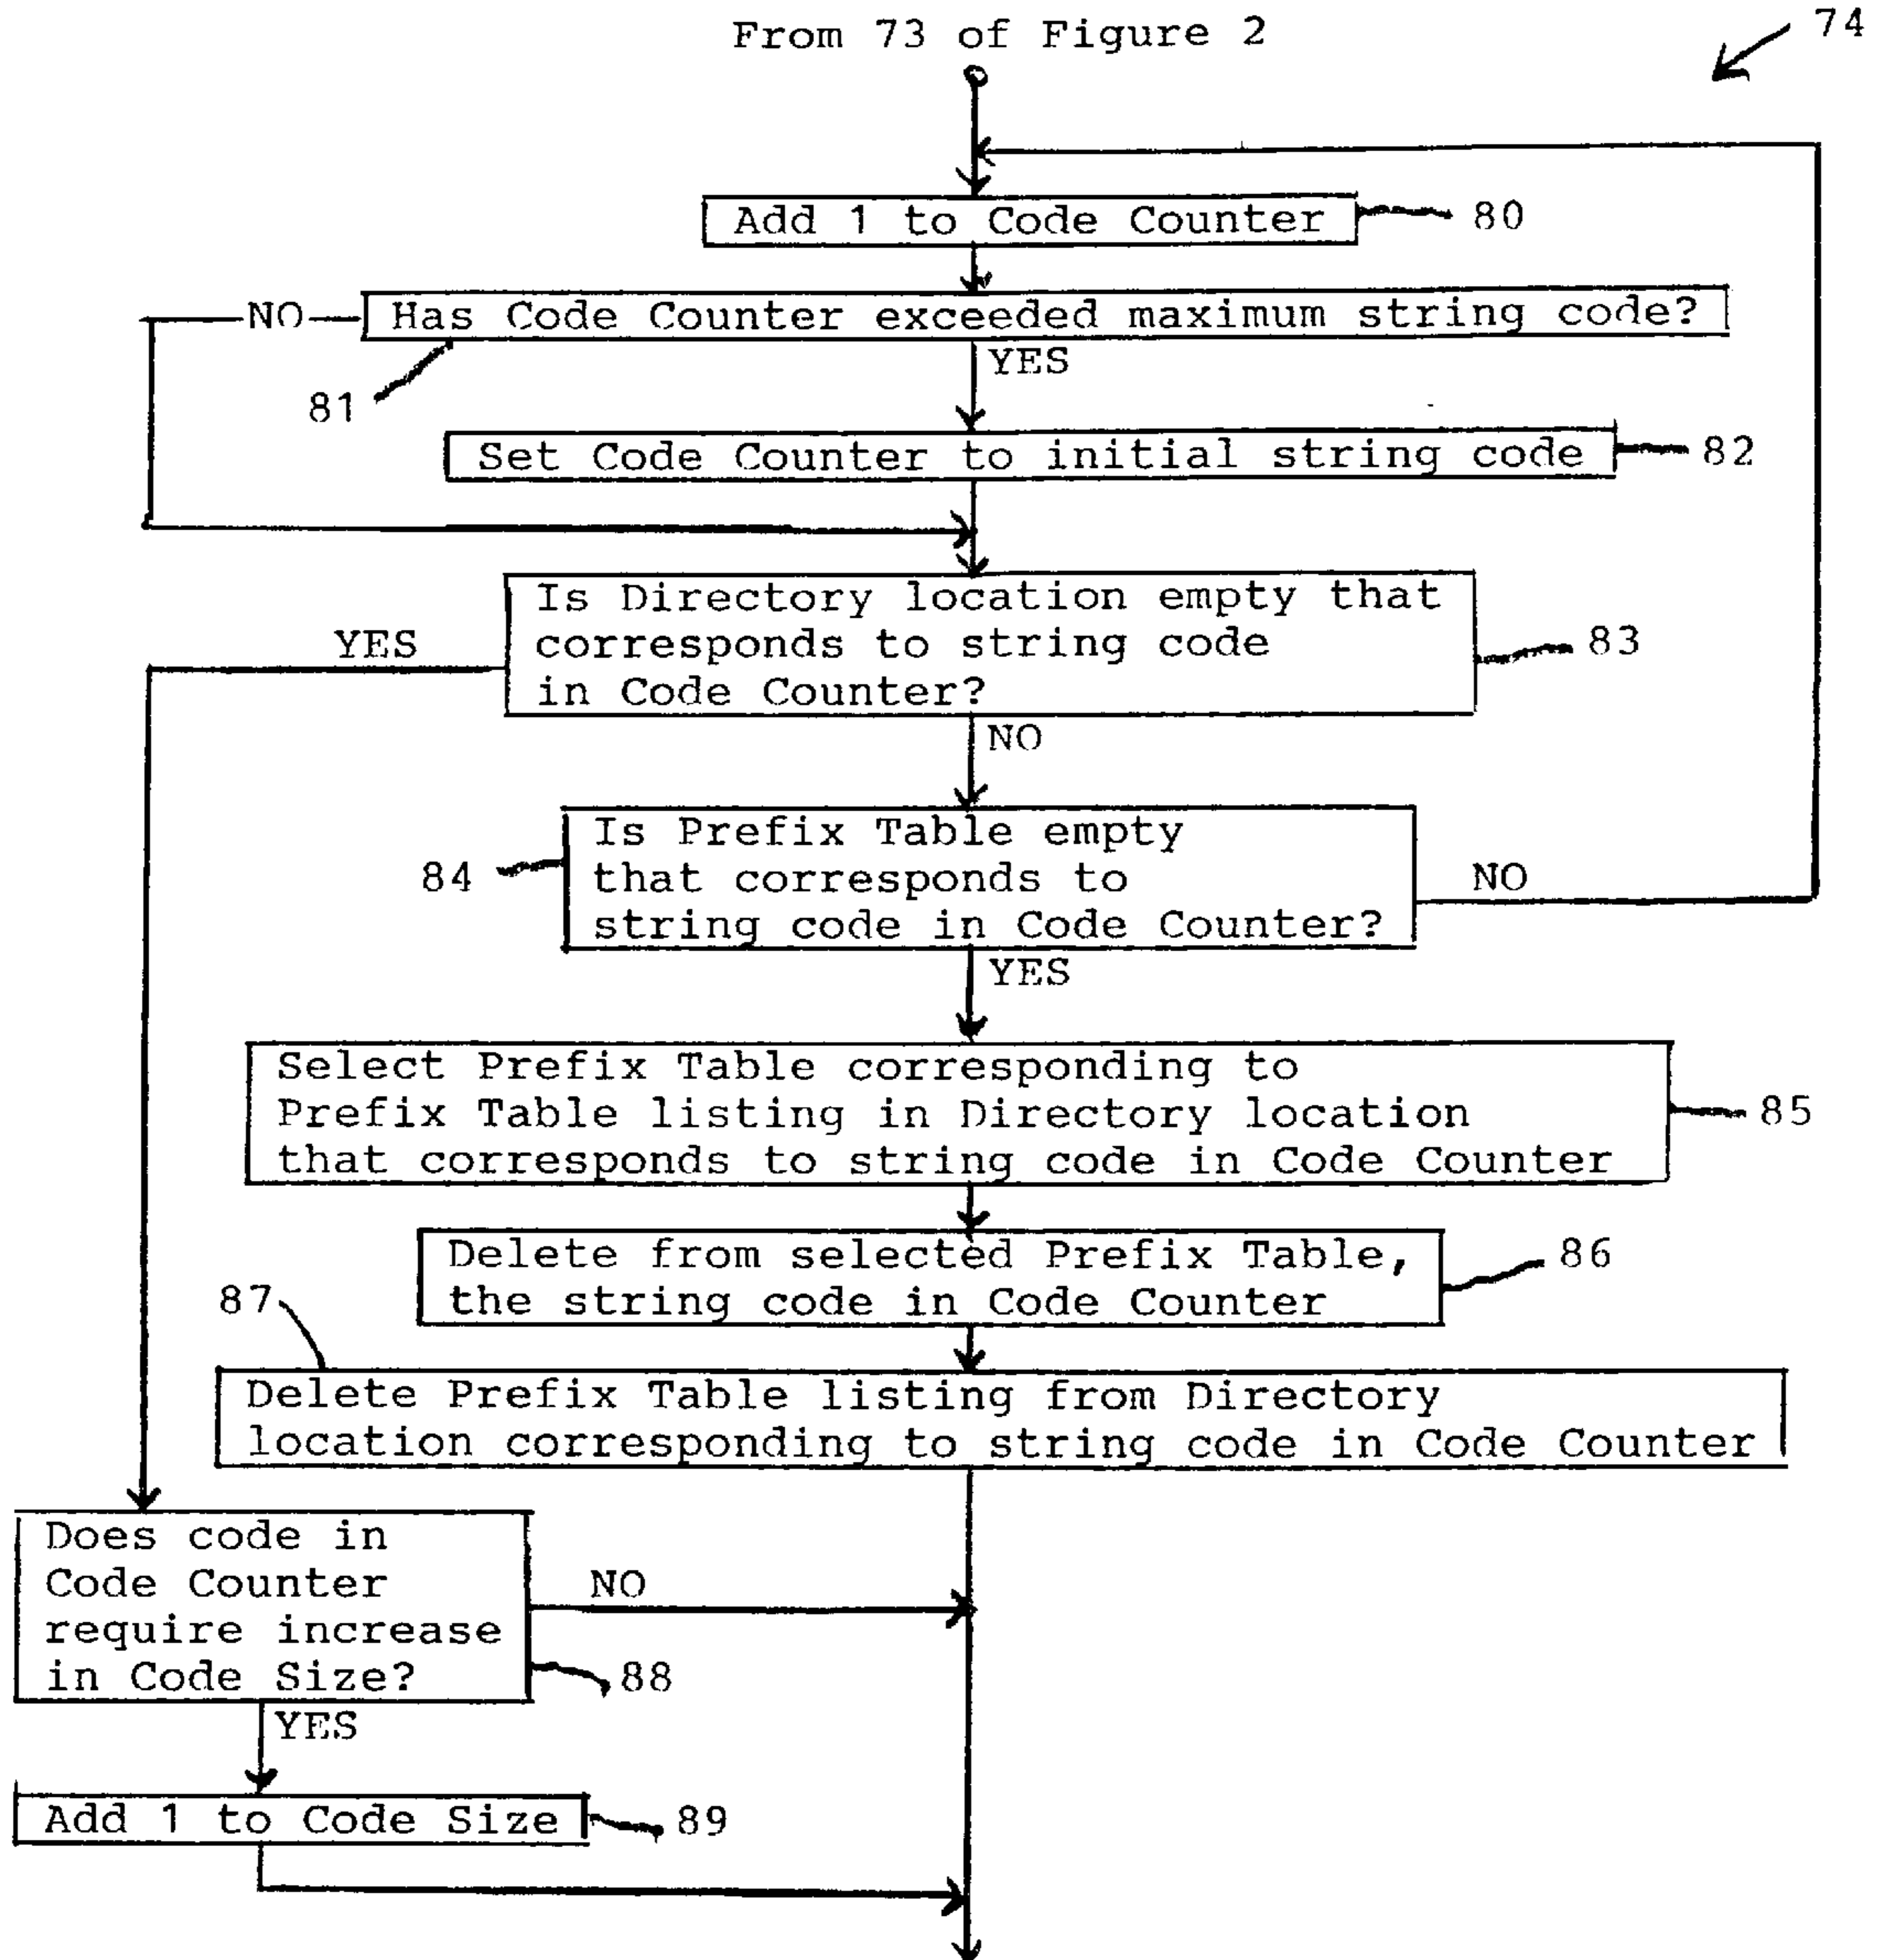 From 73 of Figure 2
74
Add 1 to Code Counter
80
NO
Has Code Counter exceeded maximum string code?
YES
81
Set Code Counter to initial string code
82
Is Directory location empty that
corresponds to string code
in Code Counter?
YES
83
NO
Is Prefix Table empty
that corresponds to
string code in Code Counter?
84
NO
YES
Select Prefix Table corresponding to
Prefix Table listing in Directory location
that corresponds to string code in Code Counter
85
Delete from selected Prefix Table,
the string code in Code Counter
86
87
Delete Prefix Table listing from Directory
location corresponding to string code in Code Counter
Does code in
Code Counter
require increase
in Code Size?
NO
88
YES
Add 1 to Code Size
89